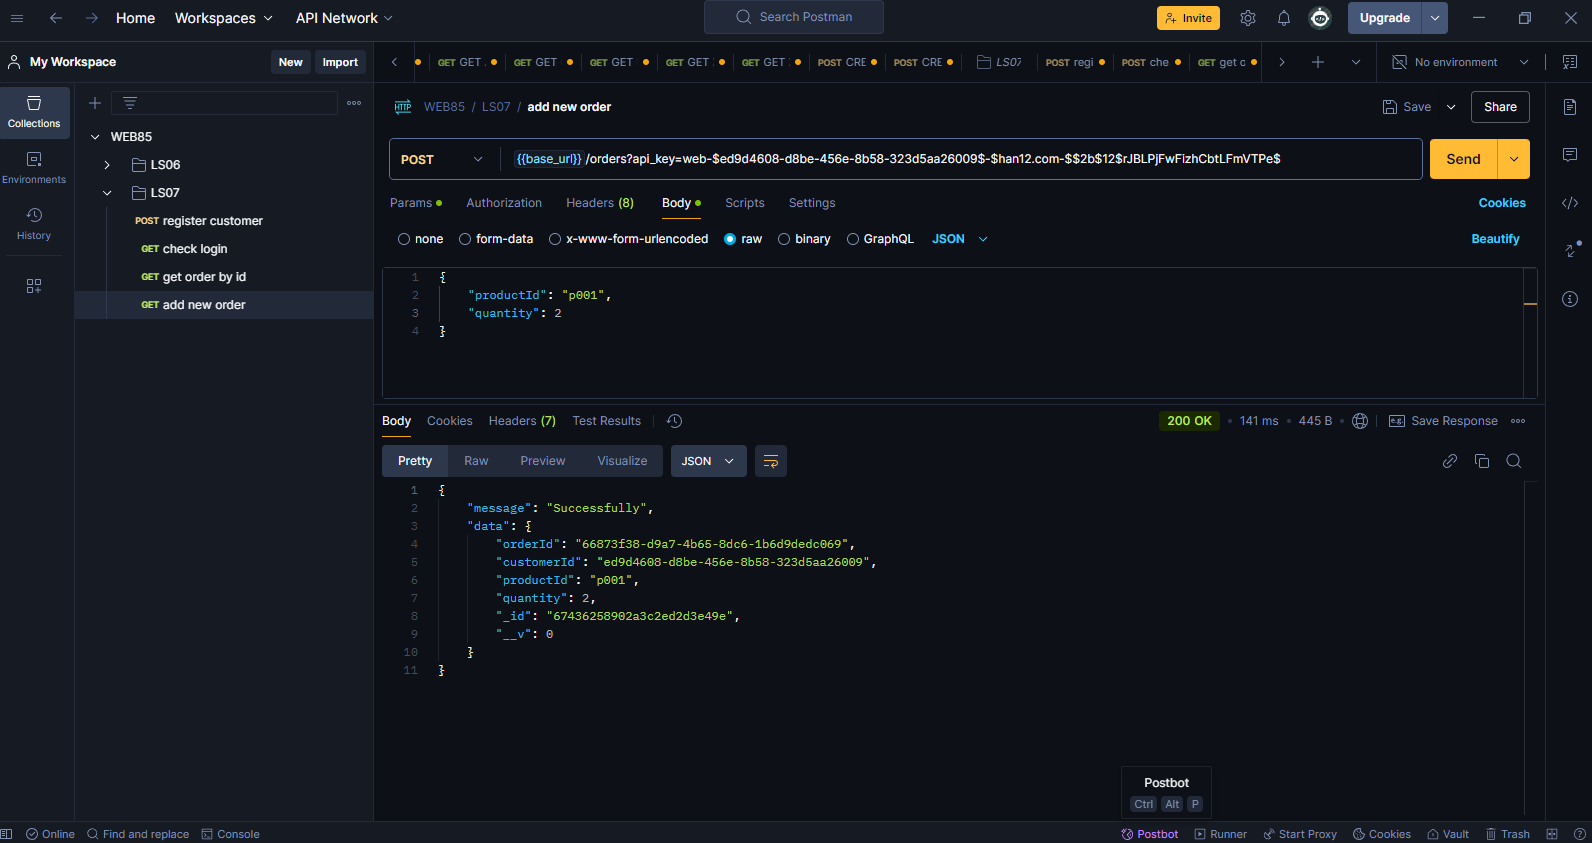 Home Workspaces API Network Search Postman Invite Upgrade
My Workspace New Import GET GET . GET GET GET GET GET GET GET POST CRE POST CRE LS07 POST regi POST che GET get o No environment
Collections
Environments
History
WEB85
LS06
LS07
POST register customer
GET check login
GET get order by id
GET add new order
HTTP WEB85 / LS07 / add new order Save Share
POST {{base_url}} /orders?api_key=web-$ed9d4608-d8be-456e-8b58-323d5aa26009$-$han12.com-$$2b$12$rJBLPjFwFizhCbtLFmVTPe$ Send
Params Authorization Headers (8) Body Scripts Settings Cookies
none form-data x-www-form-urlencoded raw binary GraphQL JSON Beautify
1 {
2 "productId": "p001",
3 "quantity": 2
4 }
Body Cookies Headers (7) Test Results 200 OK 141 ms 445 B e.g. Save Response
Pretty Raw Preview Visualize JSON
1 {
2 "message": "Successfully",
3 "data": {
4 "orderId": "66873f38-d9a7-4b65-8dc6-1b6d9dedc069",
5 "customerId": "ed9d4608-d8be-456e-8b58-323d5aa26009",
6 "productId": "p001",
7 "quantity": 2,
8 "_id": "67436258902a3c2ed2d3e49e",
9 "__v": 0
10 }
11 }
Postbot
Ctrl Alt P
Online Find and replace Console Postbot Runner Start Proxy Cookies Vault Trash